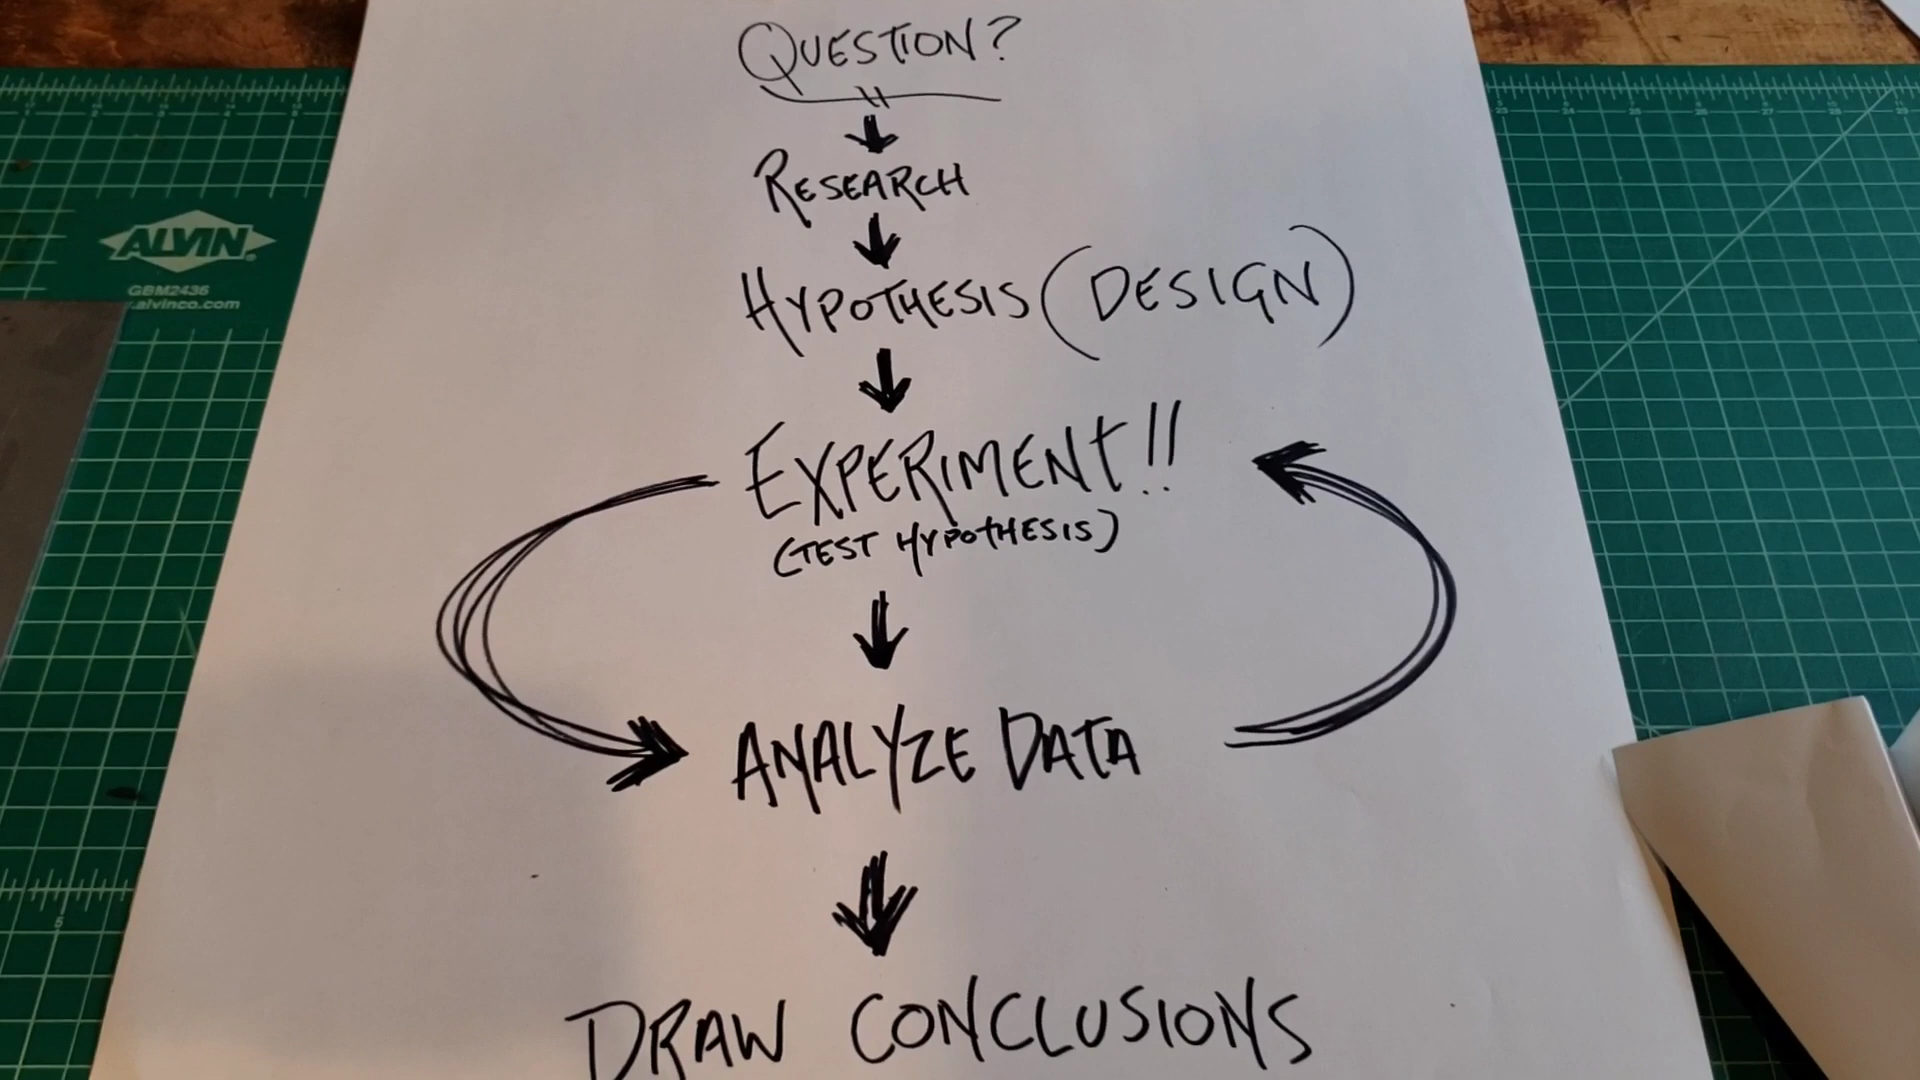 QUESTION?
RESEARCH
HYPOTHESIS (DESIGN)
EXPERIMENT!!
(TEST HYPOTHESIS)
ANALYZE DATA
DRAW CONCLUSIONS
ALVIN®
GBM2436
.alvinco.com